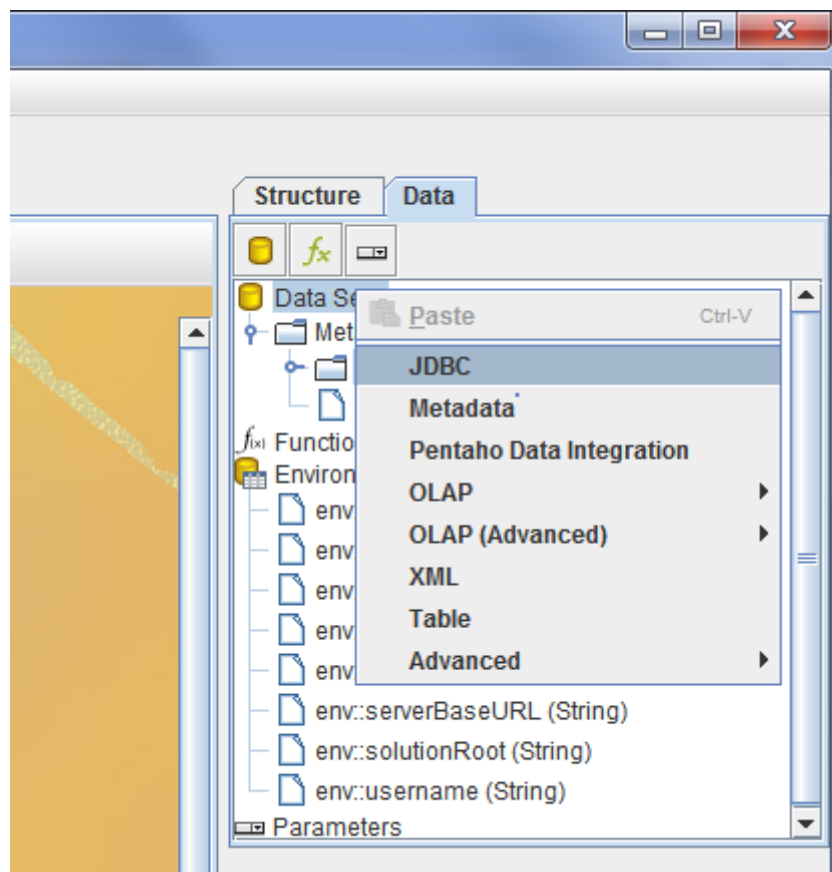 Structure Data
fx
Data Se
Paste Ctrl-V
Met
JDBC
Metadata
f(x) Functio
Pentaho Data Integration
Environ
OLAP
env:
OLAP (Advanced)
env:
XML
env:
Table
env:
Advanced
env:
env::serverBaseURL (String)
env::solutionRoot (String)
env::username (String)
Parameters